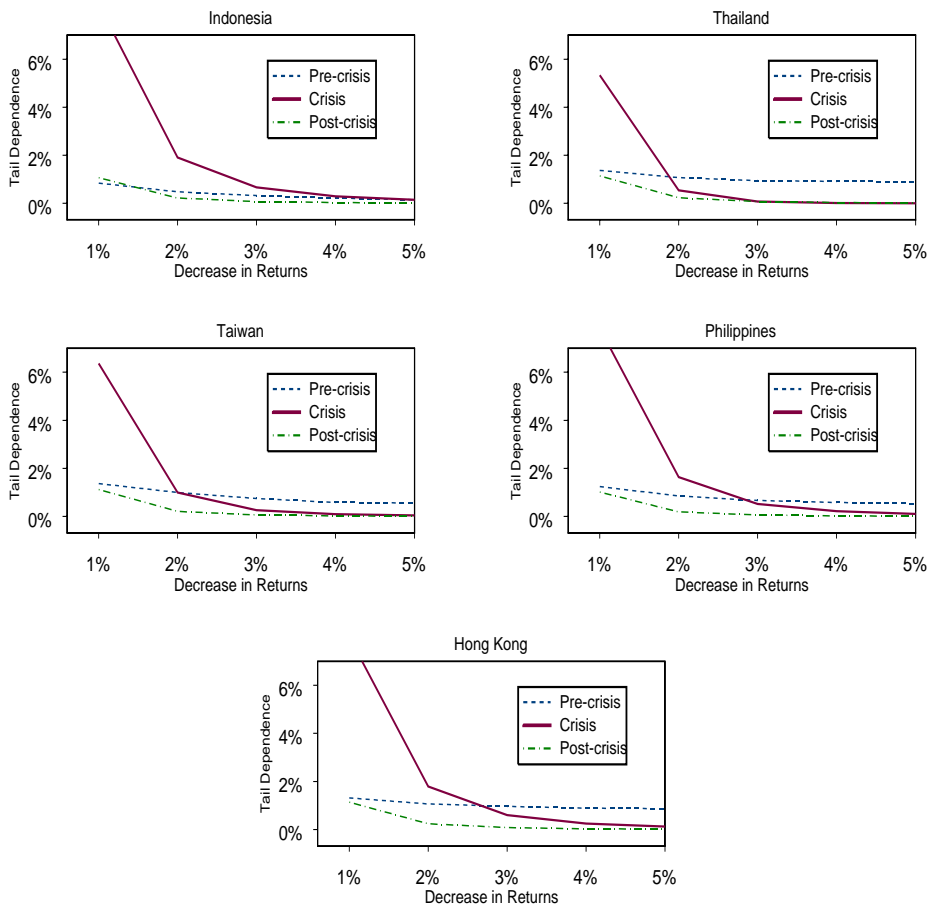 Indonesia
Tail Dependence
6%
4%
2%
0%
Pre-crisis
Crisis
Post-crisis
1% 2% 3% 4% 5%
Decrease in Returns
Thailand
Tail Dependence
6%
4%
2%
0%
Pre-crisis
Crisis
Post-crisis
1% 2% 3% 4% 5%
Decrease in Returns
Taiwan
Tail Dependence
6%
4%
2%
0%
Pre-crisis
Crisis
Post-crisis
1% 2% 3% 4% 5%
Decrease in Returns
Philippines
Tail Dependence
6%
4%
2%
0%
Pre-crisis
Crisis
Post-crisis
1% 2% 3% 4% 5%
Decrease in Returns
Hong Kong
Tail Dependence
6%
4%
2%
0%
Pre-crisis
Crisis
Post-crisis
1% 2% 3% 4% 5%
Decrease in Returns